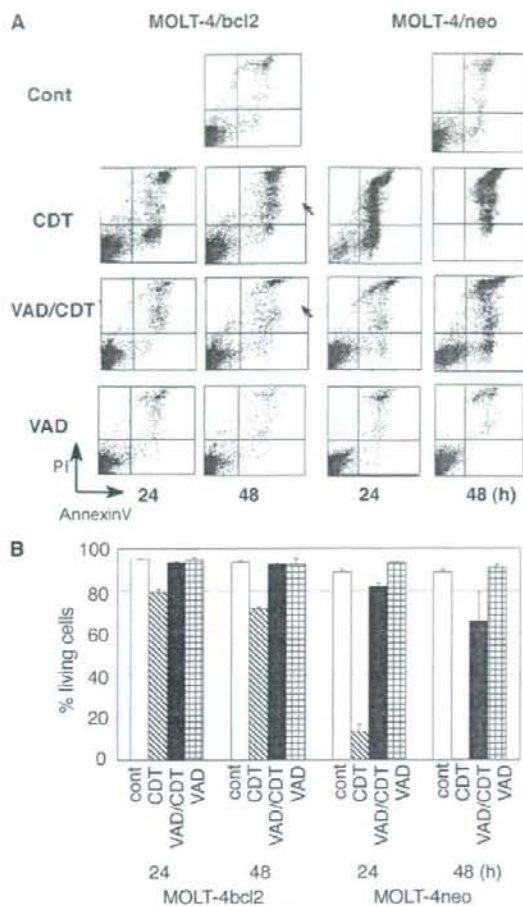 A
MOLT-4/bcl2 MOLT-4/neo
Cont
CDT
VAD/CDT
VAD
PI
AnnexinV
24 48 24 48 (h)
B
% living cells
100
80
60
40
20
0
cont CDT VAD/CDT VAD cont CDT VAD/CDT VAD cont CDT VAD/CDT VAD cont CDT VAD/CDT VAD
24 48 24 48 (h)
MOLT-4bcl2 MOLT-4neo